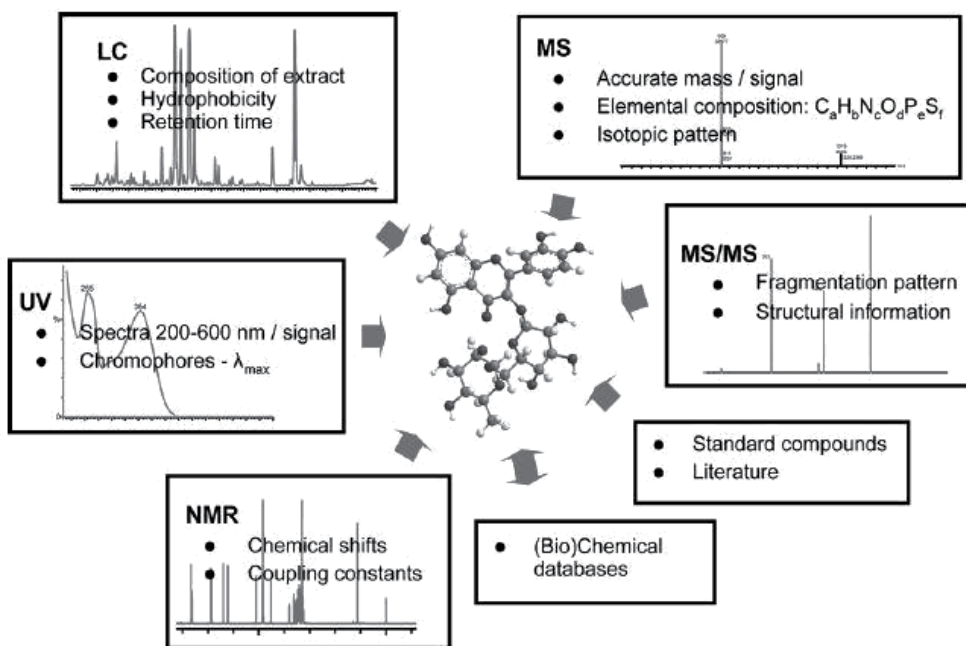 LC
Composition of extract
Hydrophobicity
Retention time
MS
Accurate mass / signal
Elemental composition: CaHbNcOdPeSf
Isotopic pattern
UV
255
354
Spectra 200-600 nm / signal
Chromophores - λmax
MS/MS
Fragmentation pattern
Structural information
Standard compounds
Literature
NMR
Chemical shifts
Coupling constants
(Bio)Chemical
databases